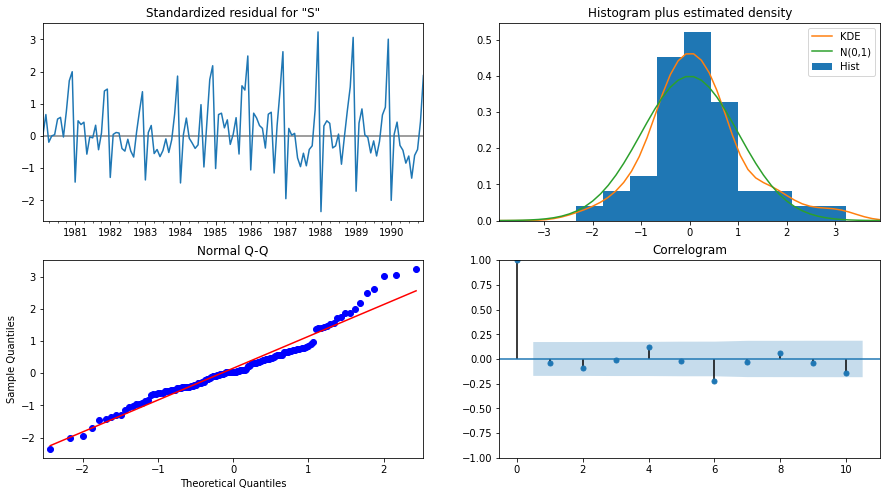 Standardized residual for "S"
3
2
1
0
−1
−2
1981 1982 1983 1984 1985 1986 1987 1988 1989 1990
Histogram plus estimated density
KDE
N(0,1)
Hist
0.5
0.4
0.3
0.2
0.1
0.0
−3 −2 −1 0 1 2 3
Normal Q-Q
Sample Quantiles
3
2
1
0
−1
−2
−2 −1 0 1 2
Theoretical Quantiles
Correlogram
1.00
0.75
0.50
0.25
0.00
−0.25
−0.50
−0.75
−1.00
0 2 4 6 8 10